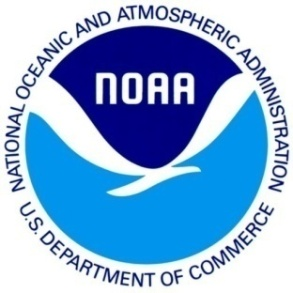 NATIONAL OCEANIC AND ATMOSPHERIC ADMINISTRATION
NOAA
U.S. DEPARTMENT OF COMMERCE